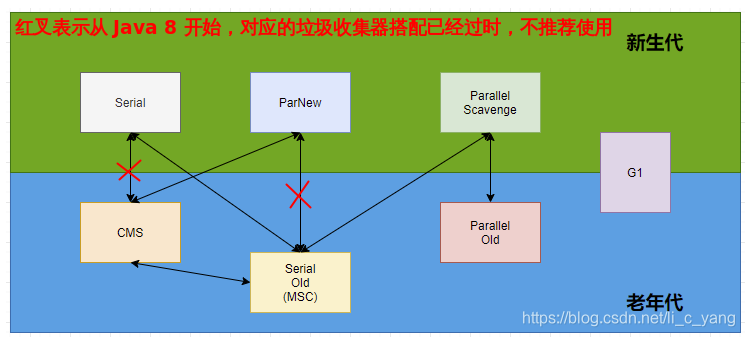 红叉表示从 Java 8 开始，对应的垃圾收集器搭配已经过时，不推荐使用
新生代
Serial
ParNew
Parallel
Scavenge
G1
CMS
Parallel
Old
Serial
Old
(MSC)
老年代
https://blog.csdn.net/li_c_yang